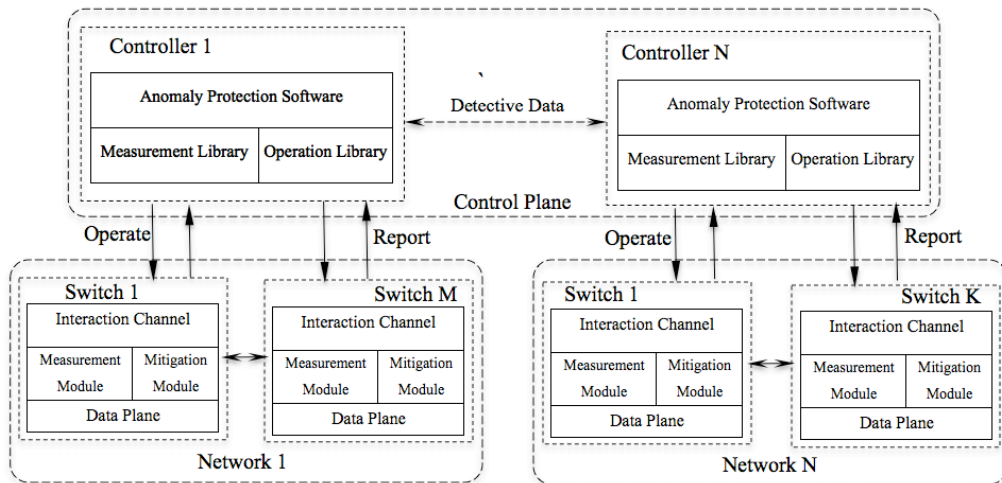 Controller 1
Anomaly Protection Software
Measurement Library
Operation Library
Detective Data
Controller N
Anomaly Protection Software
Measurement Library
Operation Library
Control Plane
Operate
Report
Operate
Report
Switch 1
Interaction Channel
Measurement
Module
Mitigation
Module
Data Plane
Switch M
Interaction Channel
Measurement
Module
Mitigation
Module
Data Plane
Network 1
Switch 1
Interaction Channel
Measurement
Module
Mitigation
Module
Data Plane
Switch K
Interaction Channel
Measurement
Module
Mitigation
Module
Data Plane
Network N